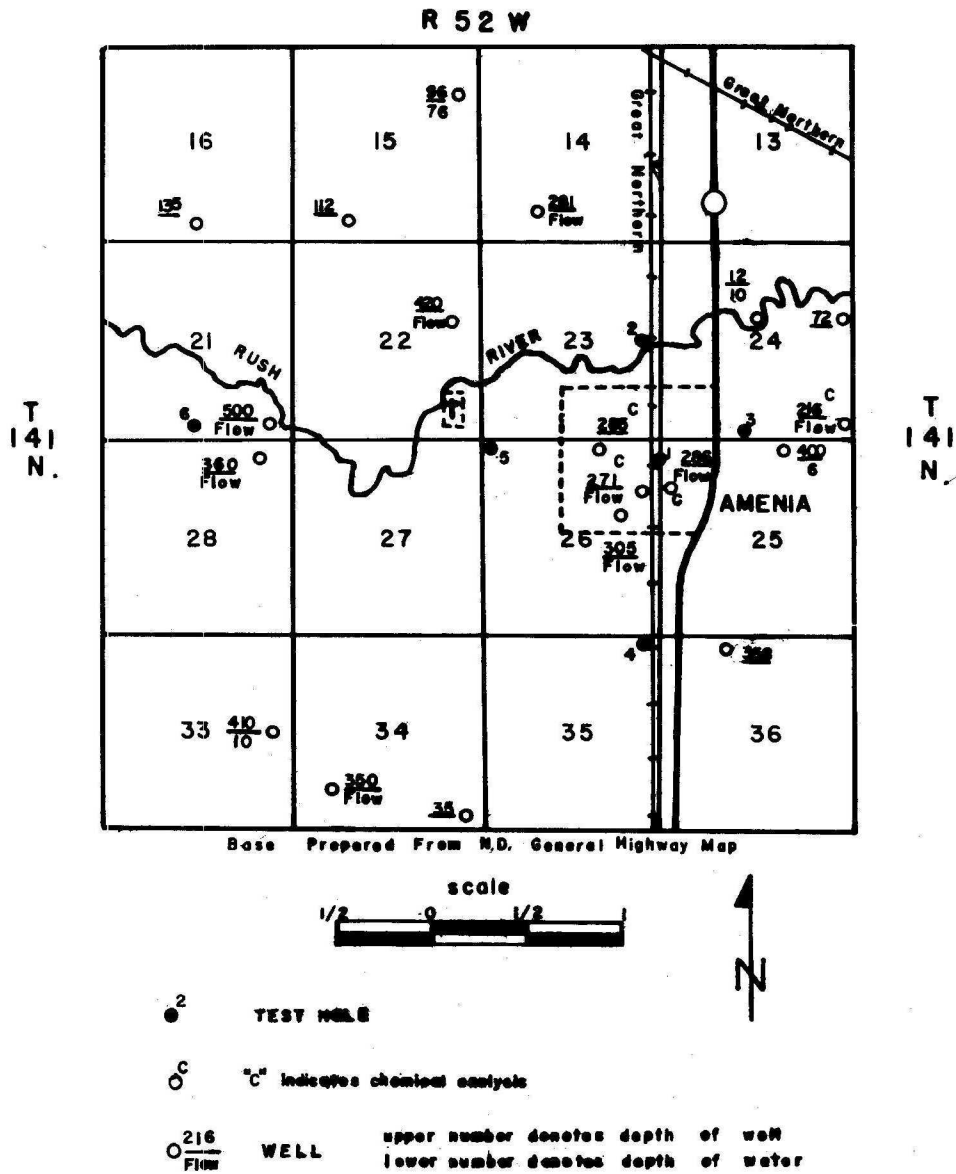 R 52 W
96
76
Great Northern
Great Northern
16
15
14
13
135
112
281
Flow
12
10
420
Flow
72
21
22
23
2
24
RUSH
RIVER
T
141
N.
T
141
N.
6
500
Flow
C
285
3
C
216
Flow
360
Flow
5
C
271
Flow
1
286
Flow
C
400
6
AMENIA
28
27
26
25
305
Flow
4
358
33
410
10
34
35
36
350
Flow
35
Base Prepared From N.D. General Highway Map
scale
1/2 0 1/2 1
N
2 TEST HOLE
C "C" indicates chemical analysis
216
Flow
WELL
upper number denotes depth of well
lower number denotes depth of water